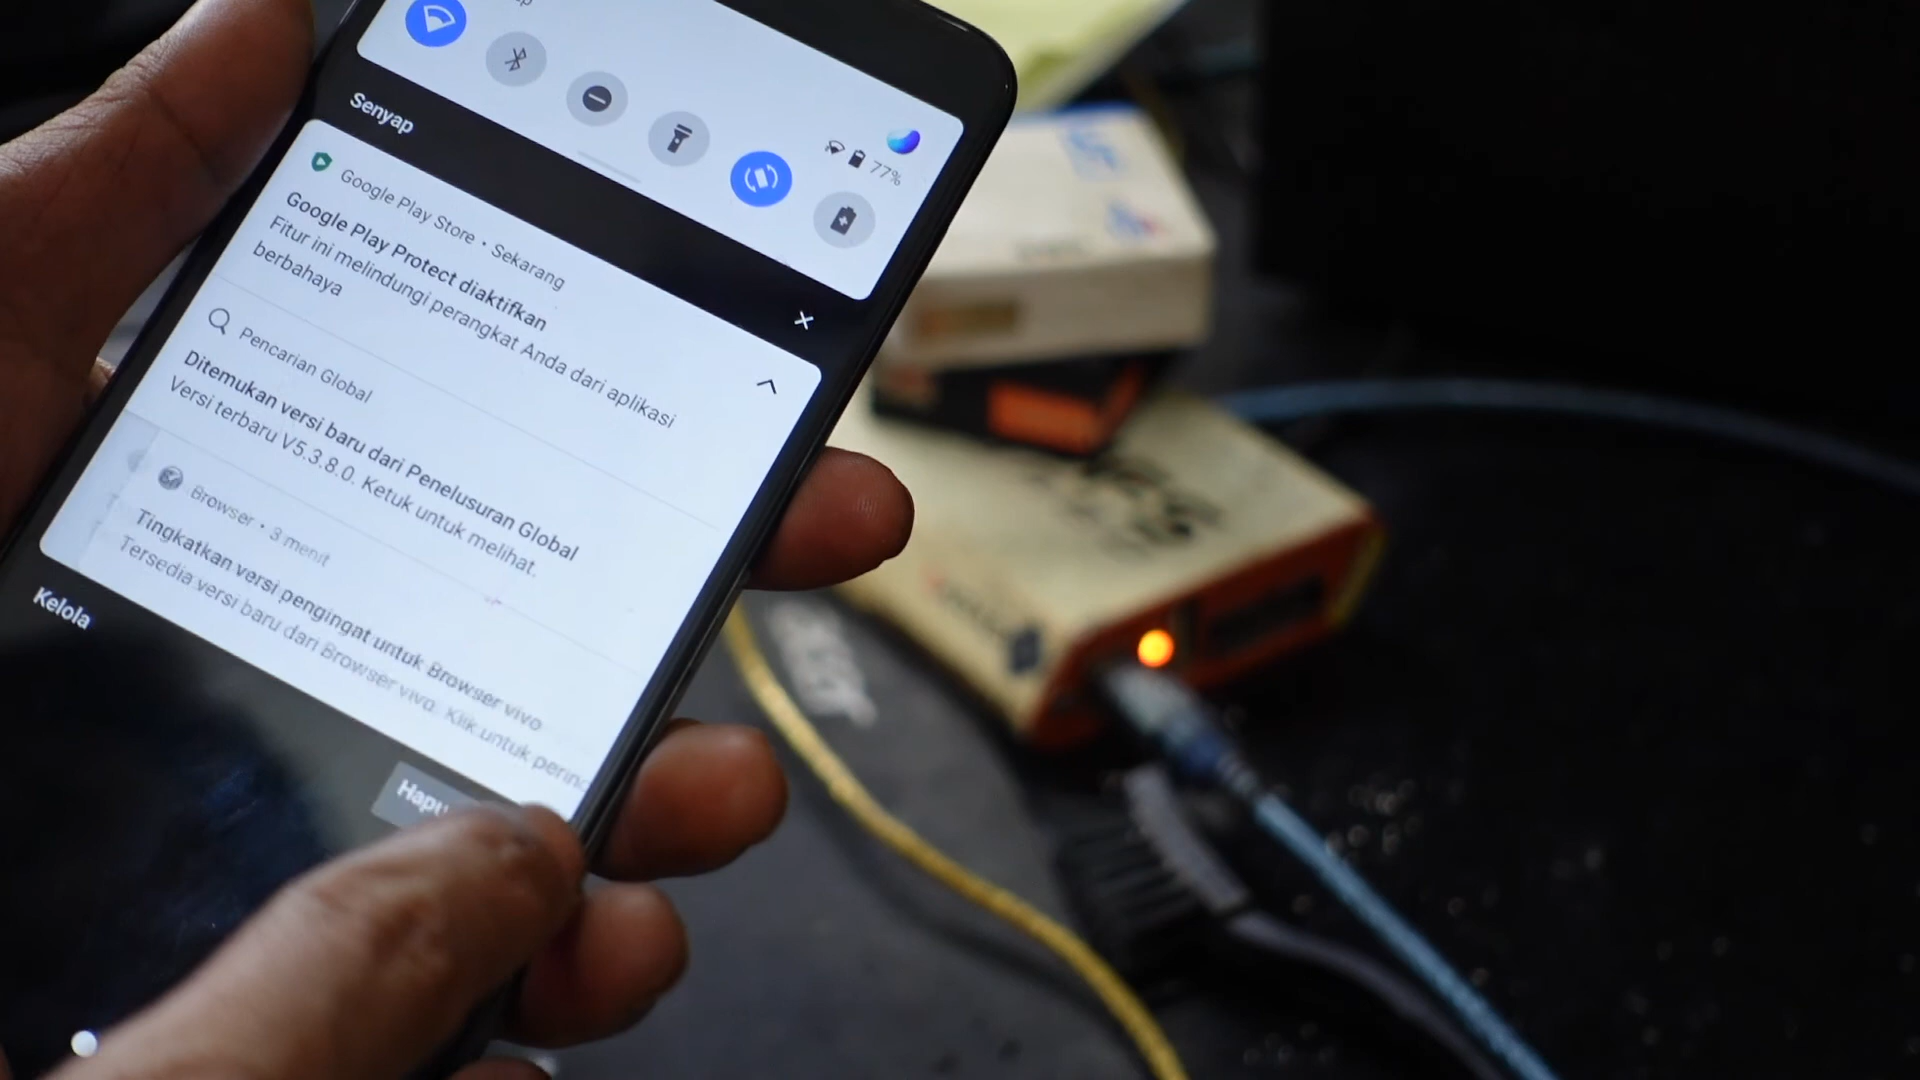 77%
Senyap
Google Play Store • Sekarang
Google Play Protect diaktifkan
Fitur ini melindungi perangkat Anda dari aplikasi
berbahaya
Pencarian Global
Ditemukan versi baru dari Penelusuran Global
Versi terbaru V5.3.8.0. Ketuk untuk melihat.
Browser • 3 menit
Tingkatkan versi pengingat untuk Browser vivo
Tersedia versi baru dari Browser vivo. Klik untuk perinc
Kelola
Hapu